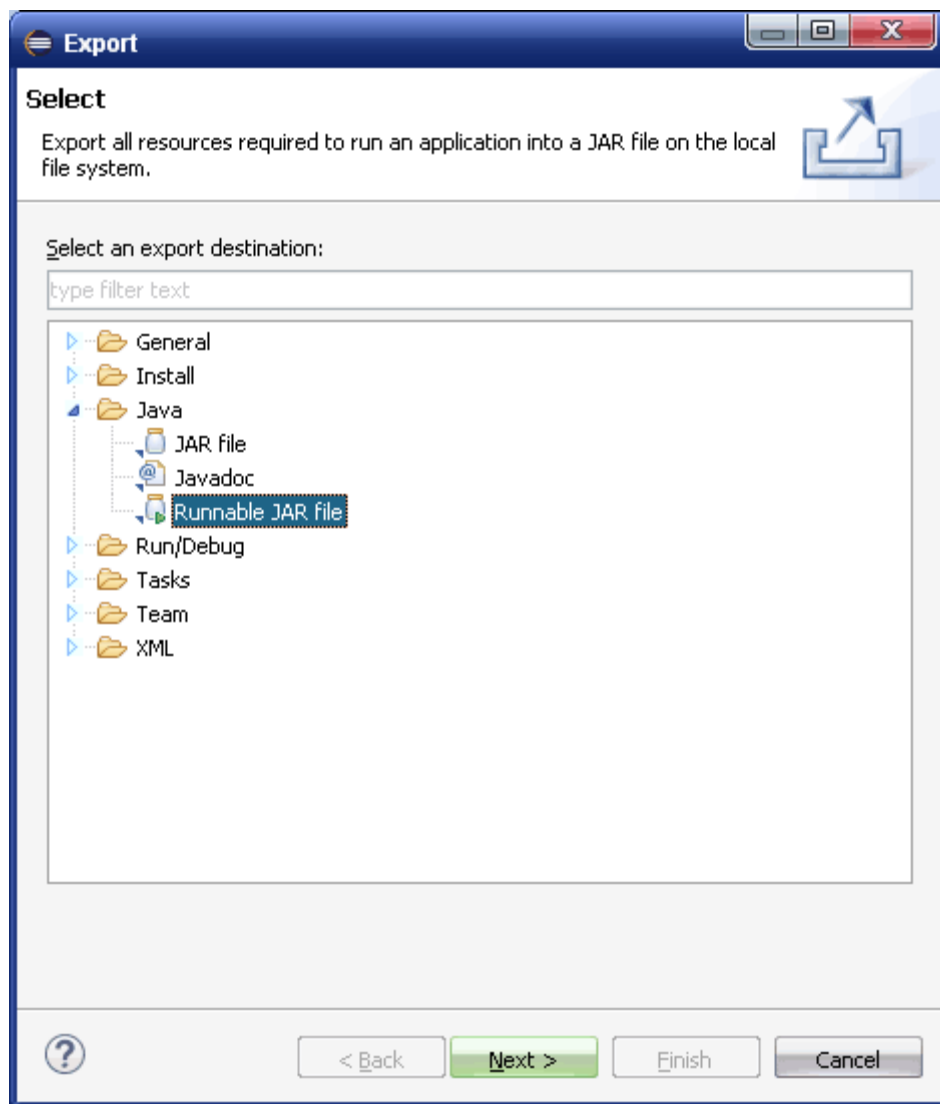 Export
Select
Export all resources required to run an application into a JAR file on the local
file system.
Select an export destination:
type filter text
General
Install
Java
JAR file
Javadoc
Runnable JAR file
Run/Debug
Tasks
Team
XML
< Back Next > Finish Cancel